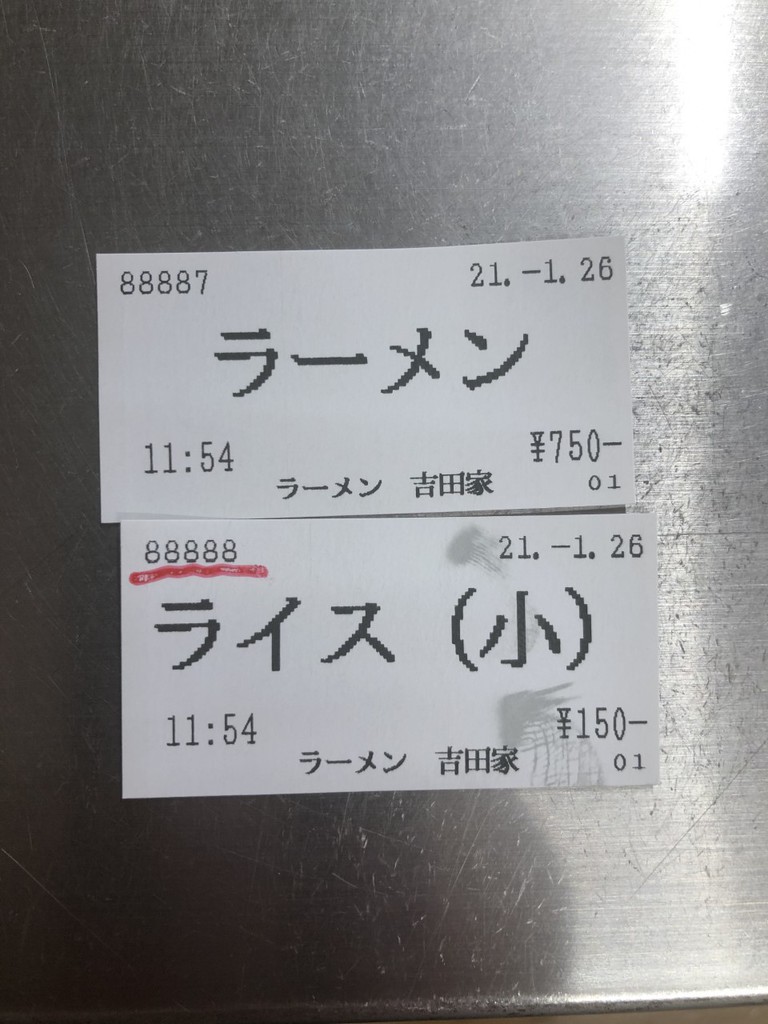 88887 21.-1.26
ラーメン
11:54 ¥750-
ラーメン 吉田家 01
88888 21.-1.26
ライス(小)
11:54 ¥150-
ラーメン 吉田家 01